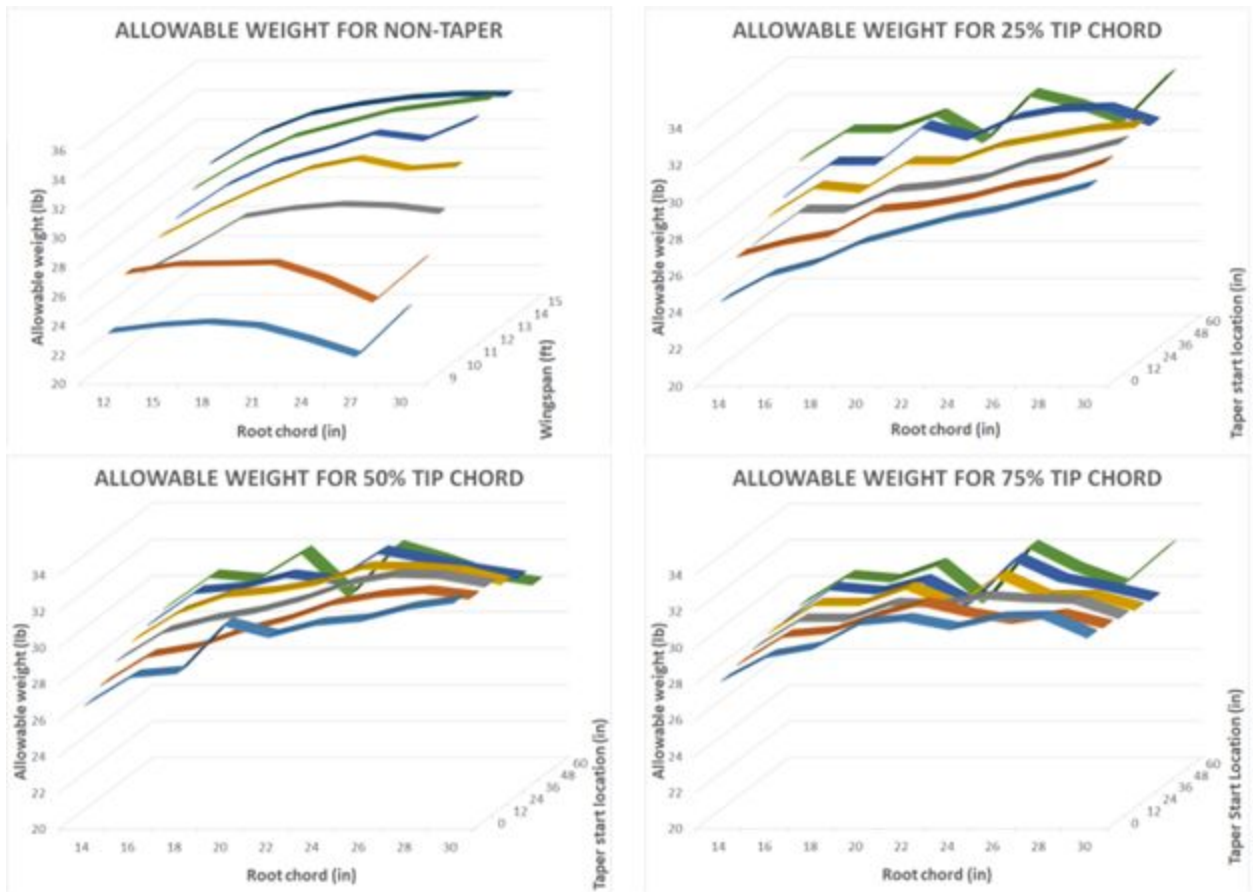 ALLOWABLE WEIGHT FOR NON-TAPER
Allowable weight (lb)
36
34
32
30
28
26
24
22
20
12 15 18 21 24 27 30
Root chord (in)
9 10 11 12 13 14 15
Wingspan (ft)
ALLOWABLE WEIGHT FOR 25% TIP CHORD
Allowable weight (lb)
34
32
30
28
26
24
22
20
14 16 18 20 22 24 26 28 30
Root chord (in)
0 12 24 36 48 60
Taper start location (in)
ALLOWABLE WEIGHT FOR 50% TIP CHORD
Allowable weight (lb)
34
32
30
28
26
24
22
20
14 16 18 20 22 24 26 28 30
Root chord (in)
0 12 24 36 48 60
Taper start location (in)
ALLOWABLE WEIGHT FOR 75% TIP CHORD
Allowable weight (lb)
34
32
30
28
26
24
22
20
14 16 18 20 22 24 26 28 30
Root chord (in)
0 12 24 36 48 60
Taper Start Location (in)